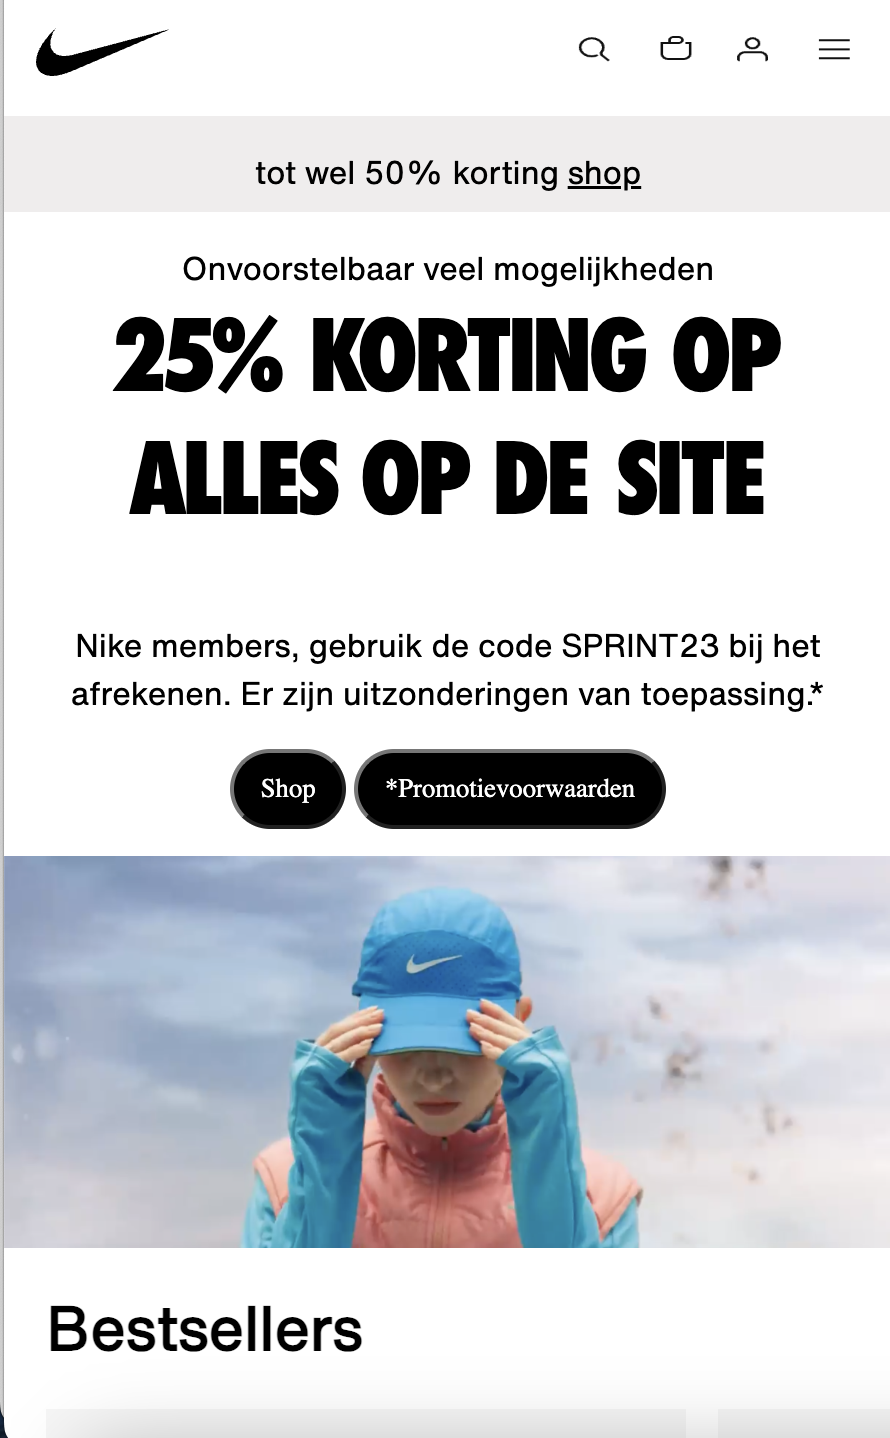 tot wel 50% korting shop
Onvoorstelbaar veel mogelijkheden
25% KORTING OP
ALLES OP DE SITE
Nike members, gebruik de code SPRINT23 bij het
afrekenen. Er zijn uitzonderingen van toepassing.*
Shop
*Promotievoorwaarden
Bestsellers